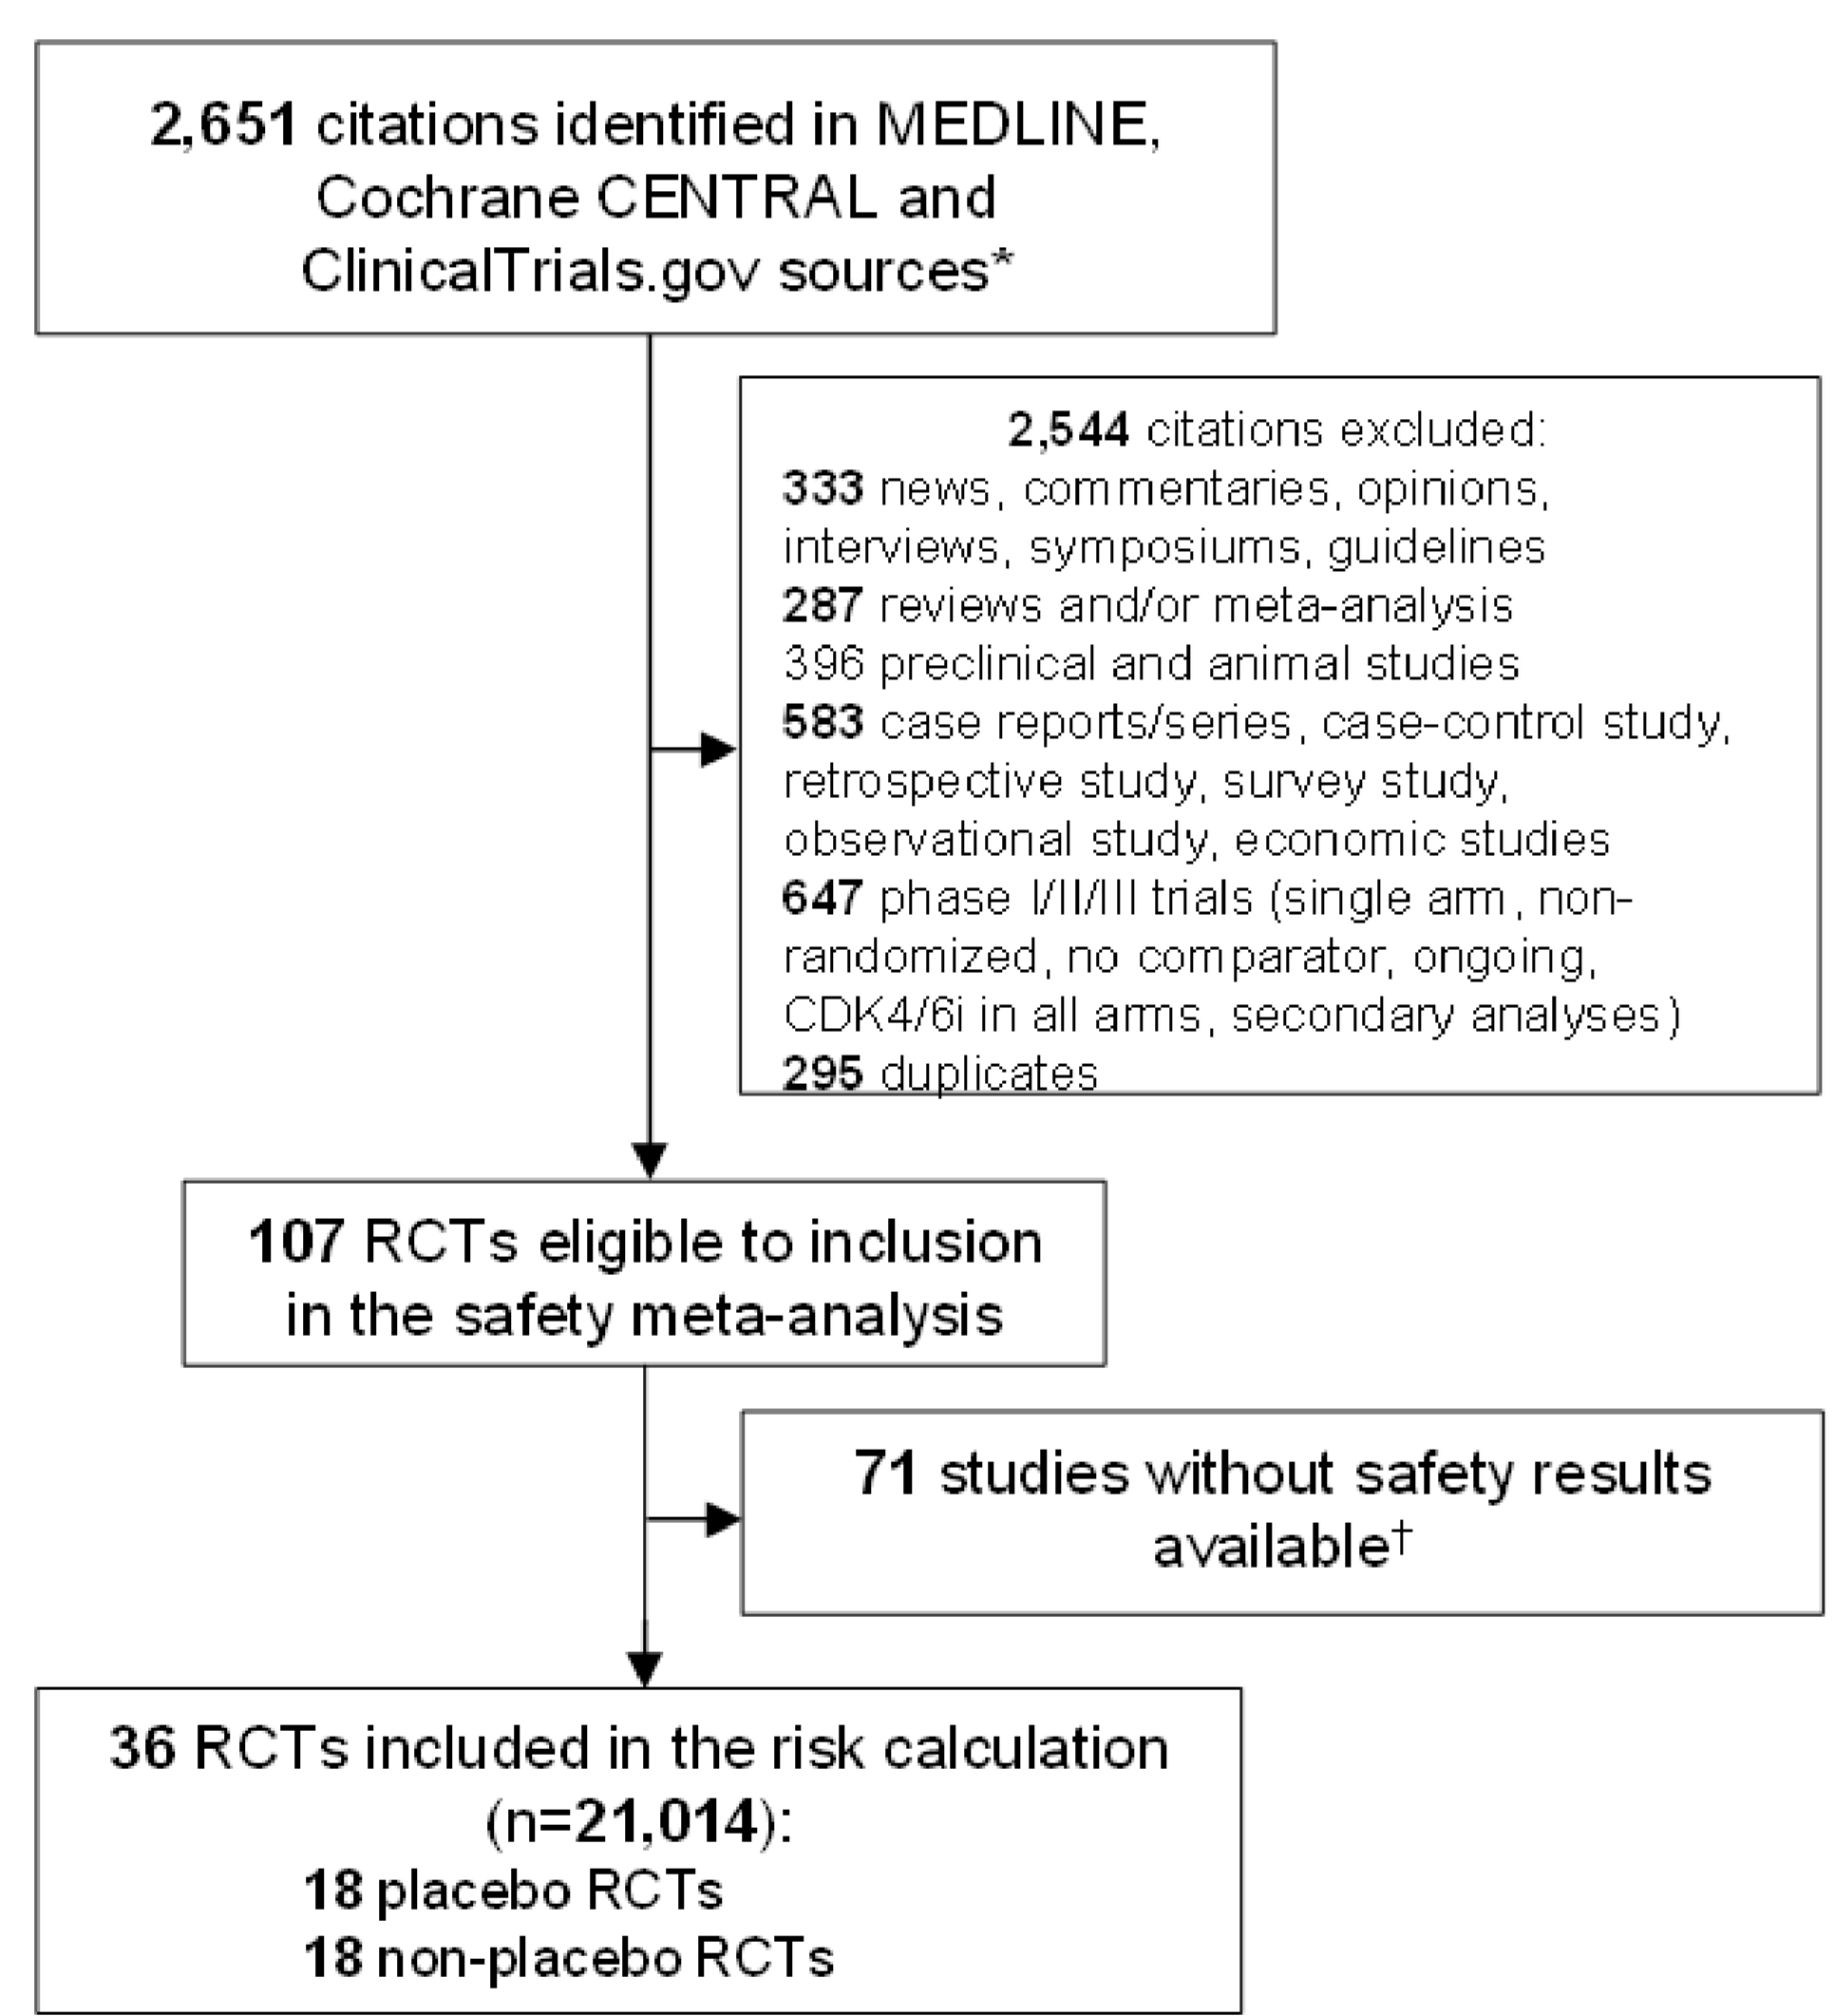 2,651 citations identified in MEDLINE,
Cochrane CENTRAL and
ClinicalTrials.gov sources*
2,544 citations excluded:
333 news, commentaries, opinions,
interviews, symposiums, guidelines
287 reviews and/or meta-analysis
396 preclinical and animal studies
583 case reports/series, case-control study,
retrospective study, survey study,
observational study, economic studies
647 phase I/II/III trials (single arm, non-
randomized, no comparator, ongoing,
CDK4/6i in all arms, secondary analyses)
295 duplicates
107 RCTs eligible to inclusion
in the safety meta-analysis
71 studies without safety results
available†
36 RCTs included in the risk calculation
(n=21,014):
18 placebo RCTs
18 non-placebo RCTs